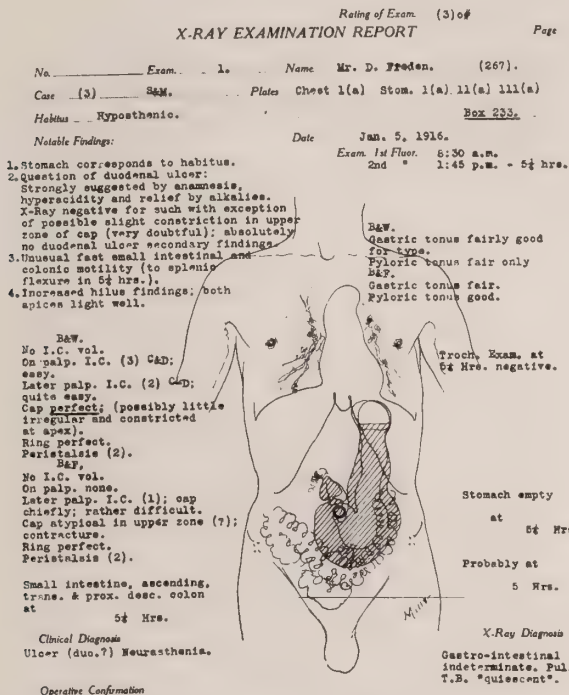 Rating of Exam. (3)o#
X-RAY EXAMINATION REPORT Page
No. Exam. 1. Name Mr. D. Freden. (267).
Case (3) S&M. Plates Chest 1(a) Stom. 1(a) 11(a) 111(a)
Habitus Hyposthenic. Box 233.
Notable Findings: Date Jan. 5, 1916.
Exam. 1st Fluor. 8:30 a.m.
2nd " 1:45 p.m. - 5¼ hrs.
1. Stomach corresponds to habitus.
2. Question of duodenal ulcer:
Strongly suggested by anamnesis,
hyperacidity and relief by alkalies.
X-Ray negative for such with exception
of possible slight constriction in upper
zone of cap (very doubtful); absolutely
no duodenal ulcer secondary findings.
3. Unusual fast small intestinal and
colonic motility (to splenic
flexure in 5¼ hrs.).
4. Increased hilus findings; both
apices light well.
B&W.
Gastric tonus fairly good
for type.
Pyloric tonus fair only
B&F.
Gastric tonus fair.
Pyloric tonus good.
Troch. Exam. at
5¼ Hrs. negative.
B&W.
No I.C. vol.
On palp. I.C. (3) C&D;
easy.
Later palp. I.C. (2) C&D;
quite easy.
Cap perfect; (possibly little
irregular and constricted
at apex).
Ring perfect.
Peristalsis (2).
B&F.
No I.C. vol.
On palp. none.
Later palp. I.C. (1); cap
chiefly; rather difficult.
Cap atypical in upper zone (?);
contracture.
Ring perfect.
Peristalsis (2).
Small intestine, ascending,
trans. & prox. desc. colon
at
5¼ Hrs.
Stomach empty
at
5¼ Hrs
Probably at
5 Hrs.
Clinical Diagnosis
Ulcer (duo.?) Neurasthenia.
X-Ray Diagnosis
Gastro-intestinal
indeterminate. Pul.
T.B. "quiescent".
Operative Confirmation